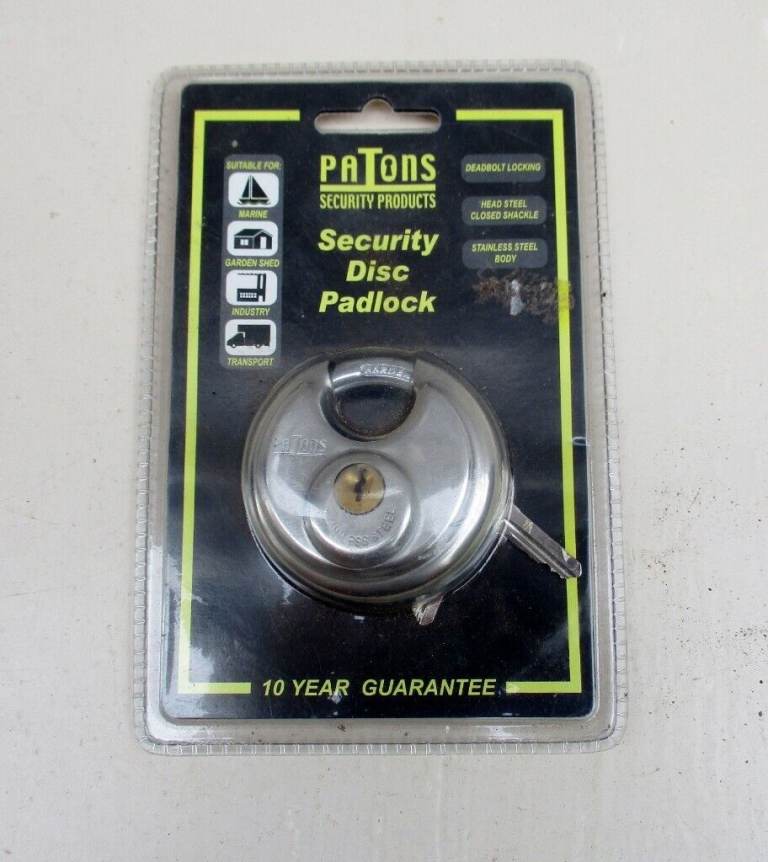 PATONS
SECURITY PRODUCTS
Security
Disc
Padlock
SUITABLE FOR:
MARINE
GARDEN SHED
INDUSTRY
TRANSPORT
DEADBOLT LOCKING
HEAD STEEL
CLOSED SHACKLE
STAINLESS STEEL
BODY
PATONS
10 YEAR GUARANTEE